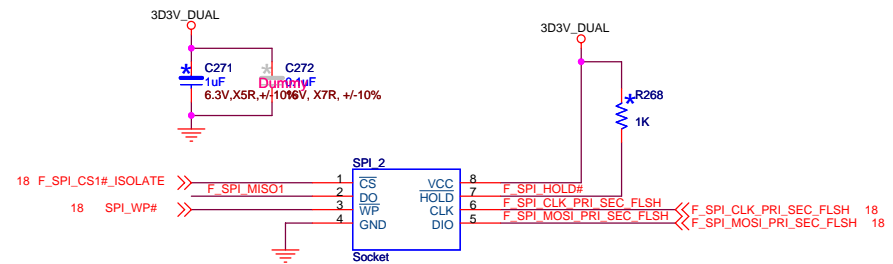 3D3V_DUAL
3D3V_DUAL
C271
1uF
6.3V,X5R,+/-10%
C272
0.1uF
Dummy
16V, X7R, +/-10%
R268
1K
SPI_2
18 F_SPI_CS1#_ISOLATE
F_SPI_MISO1
18 SPI_WP#
1 CS
2 DO
3 WP
4 GND
VCC 8
HOLD 7
CLK 6
DIO 5
F_SPI_HOLD#
F_SPI_CLK_PRI_SEC_FLSH
F_SPI_MOSI_PRI_SEC_FLSH
F_SPI_CLK_PRI_SEC_FLSH 18
F_SPI_MOSI_PRI_SEC_FLSH 18
Socket